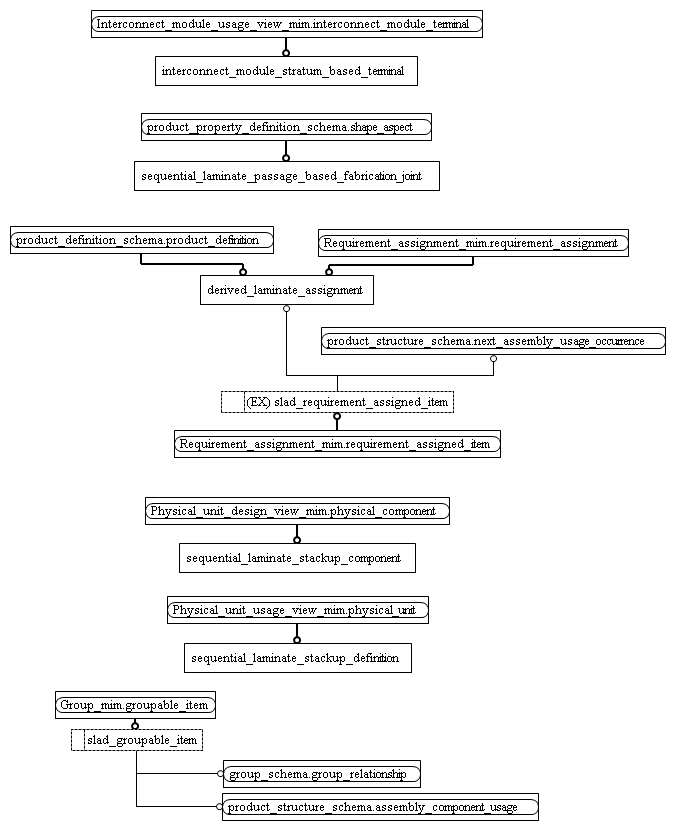 Interconnect_module_usage_view_mim.interconnect_module_terminal
interconnect_module_stratum_based_terminal
product_property_definition_schema.shape_aspect
sequential_laminate_passage_based_fabrication_joint
product_definition_schema.product_definition
Requirement_assignment_mim.requirement_assignment
derived_laminate_assignment
product_structure_schema.next_assembly_usage_occurrence
(EX) slad_requirement_assigned_item
Requirement_assignment_mim.requirement_assigned_item
Physical_unit_design_view_mim.physical_component
sequential_laminate_stackup_component
Physical_unit_usage_view_mim.physical_unit
sequential_laminate_stackup_definition
Group_mim.groupable_item
slad_groupable_item
group_schema.group_relationship
product_structure_schema.assembly_component_usage